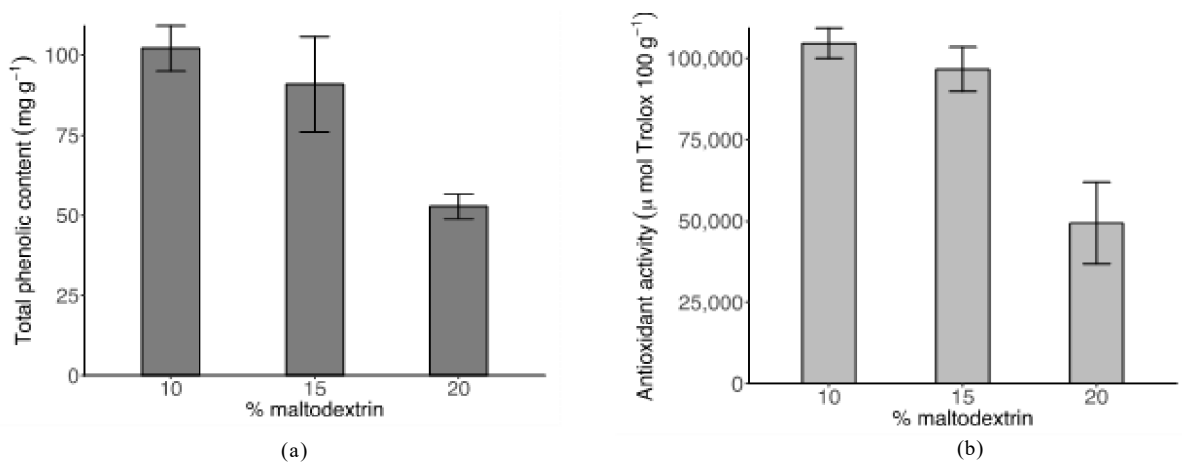 Total phenolic content (mg g⁻¹)
100
75
50
25
0
10 15 20
% maltodextrin
(a)
Antioxidant activity (μ mol Trolox 100 g⁻¹)
100,000
75,000
50,000
25,000
0
10 15 20
% maltodextrin
(b)